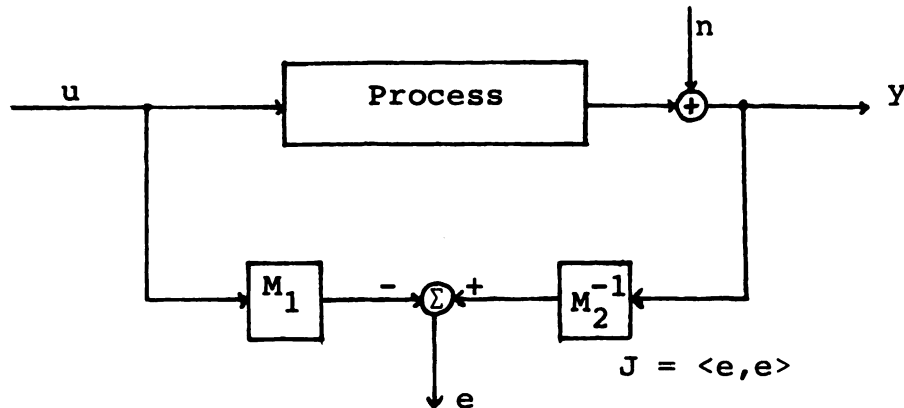 n
u
Process
+
y
M₁
-
Σ
+
M₂⁻¹
J = <e,e>
e